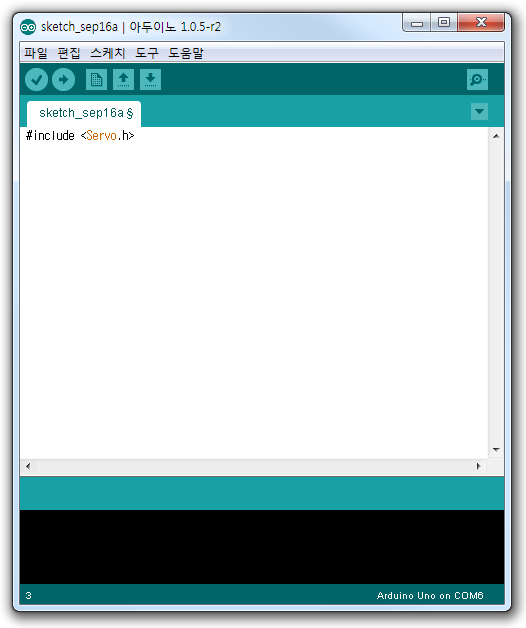 sketch_sep16a | 아두이노 1.0.5-r2
파일 편집 스케치 도구 도움말
sketch_sep16a §
#include <Servo.h>
3 Arduino Uno on COM6